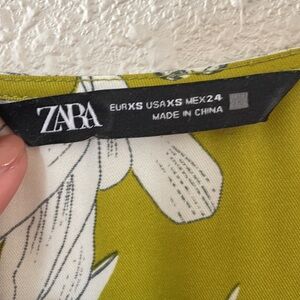 ZARA
EUR XS USA XS MEX 24
MADE IN CHINA